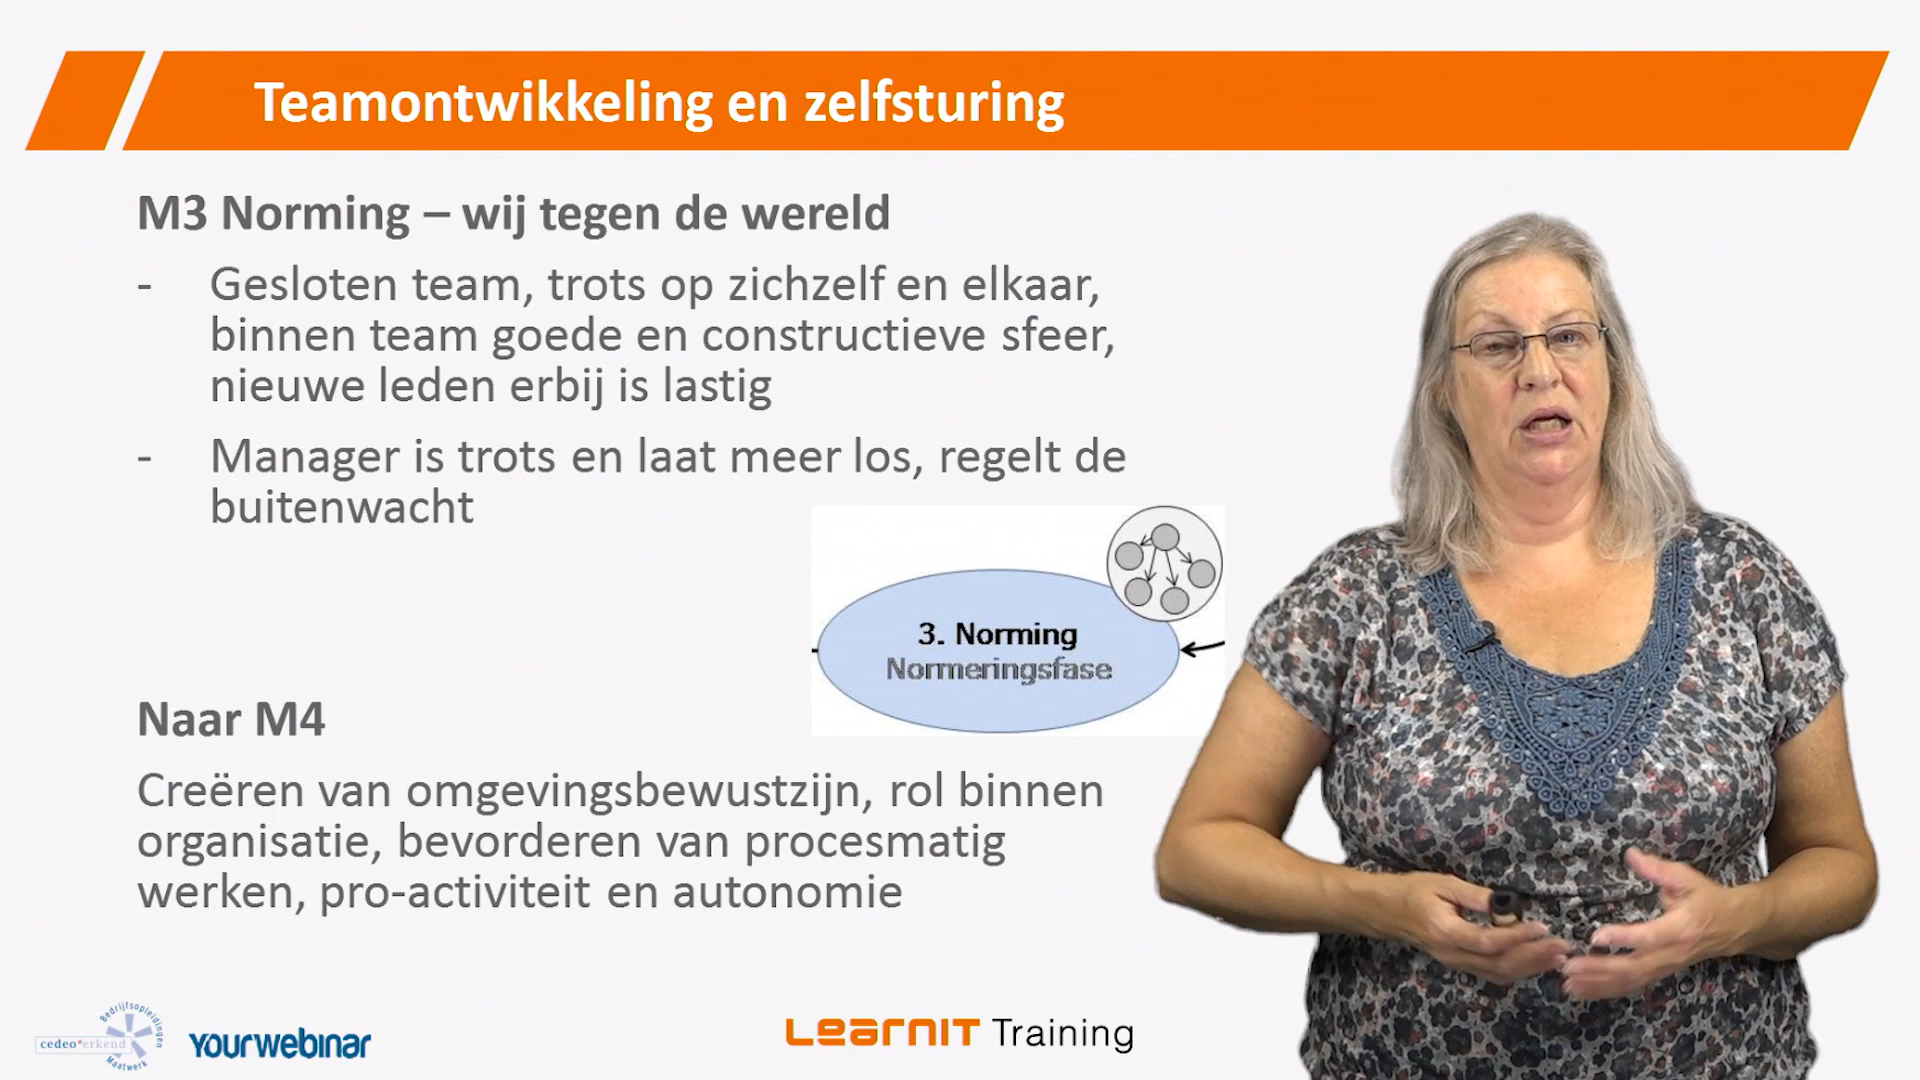 Teamontwikkeling en zelfsturing
M3 Norming – wij tegen de wereld
- Gesloten team, trots op zichzelf en elkaar,
binnen team goede en constructieve sfeer,
nieuwe leden erbij is lastig
- Manager is trots en laat meer los, regelt de
buitenwacht
3. Norming
Normeringsfase
Naar M4
Creëren van omgevingsbewustzijn, rol binnen
organisatie, bevorderen van procesmatig
werken, pro-activiteit en autonomie
Bedrijfsopleidingen
cedeo*erkend
Maatwerk
YOURWEBINAR
LEARNIT Training